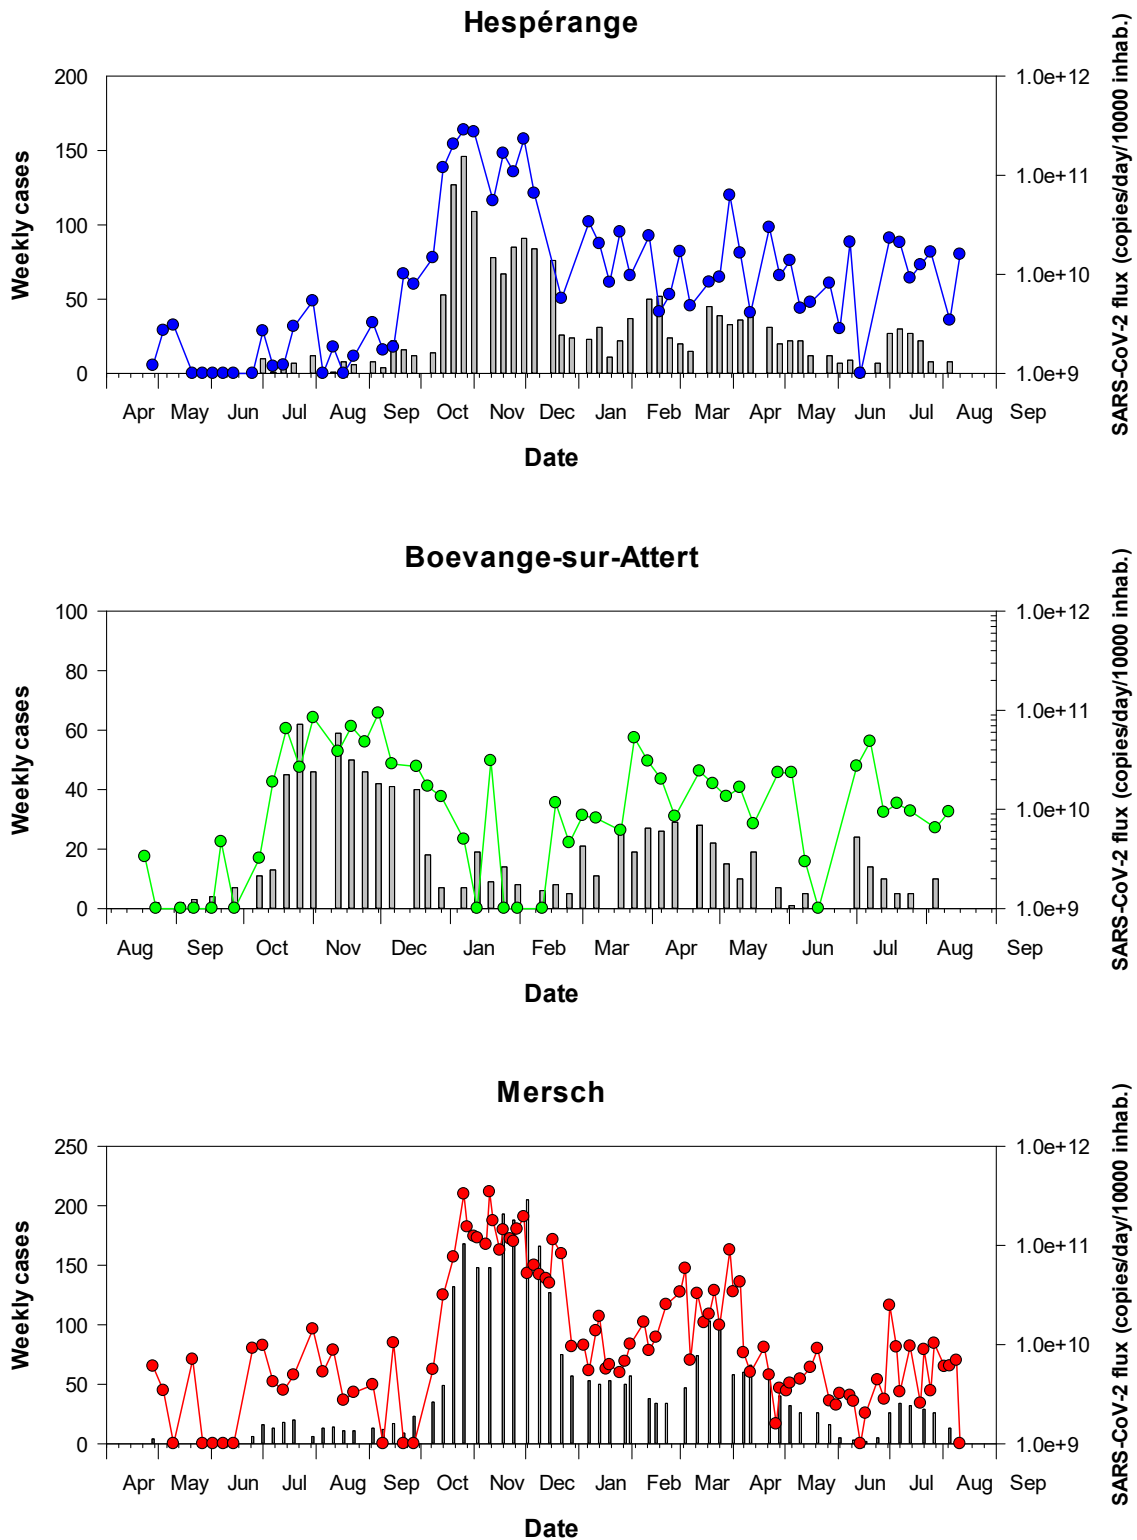 Hespérange
200 1.0e+12
150 1.0e+11
100 1.0e+10
50
0 1.0e+9
Weekly cases
SARS-CoV-2 flux (copies/day/10000 inhab.)
Apr May Jun Jul Aug Sep Oct Nov Dec Jan Feb Mar Apr May Jun Jul Aug Sep
Date
Boevange-sur-Attert
100 1.0e+12
80
60 1.0e+11
40 1.0e+10
20
0 1.0e+9
Weekly cases
SARS-CoV-2 flux (copies/day/10000 inhab.)
Aug Sep Oct Nov Dec Jan Feb Mar Apr May Jun Jul Aug Sep
Date
Mersch
250 1.0e+12
200
150 1.0e+11
100 1.0e+10
50
0 1.0e+9
Weekly cases
SARS-CoV-2 flux (copies/day/10000 inhab.)
Apr May Jun Jul Aug Sep Oct Nov Dec Jan Feb Mar Apr May Jun Jul Aug Sep
Date